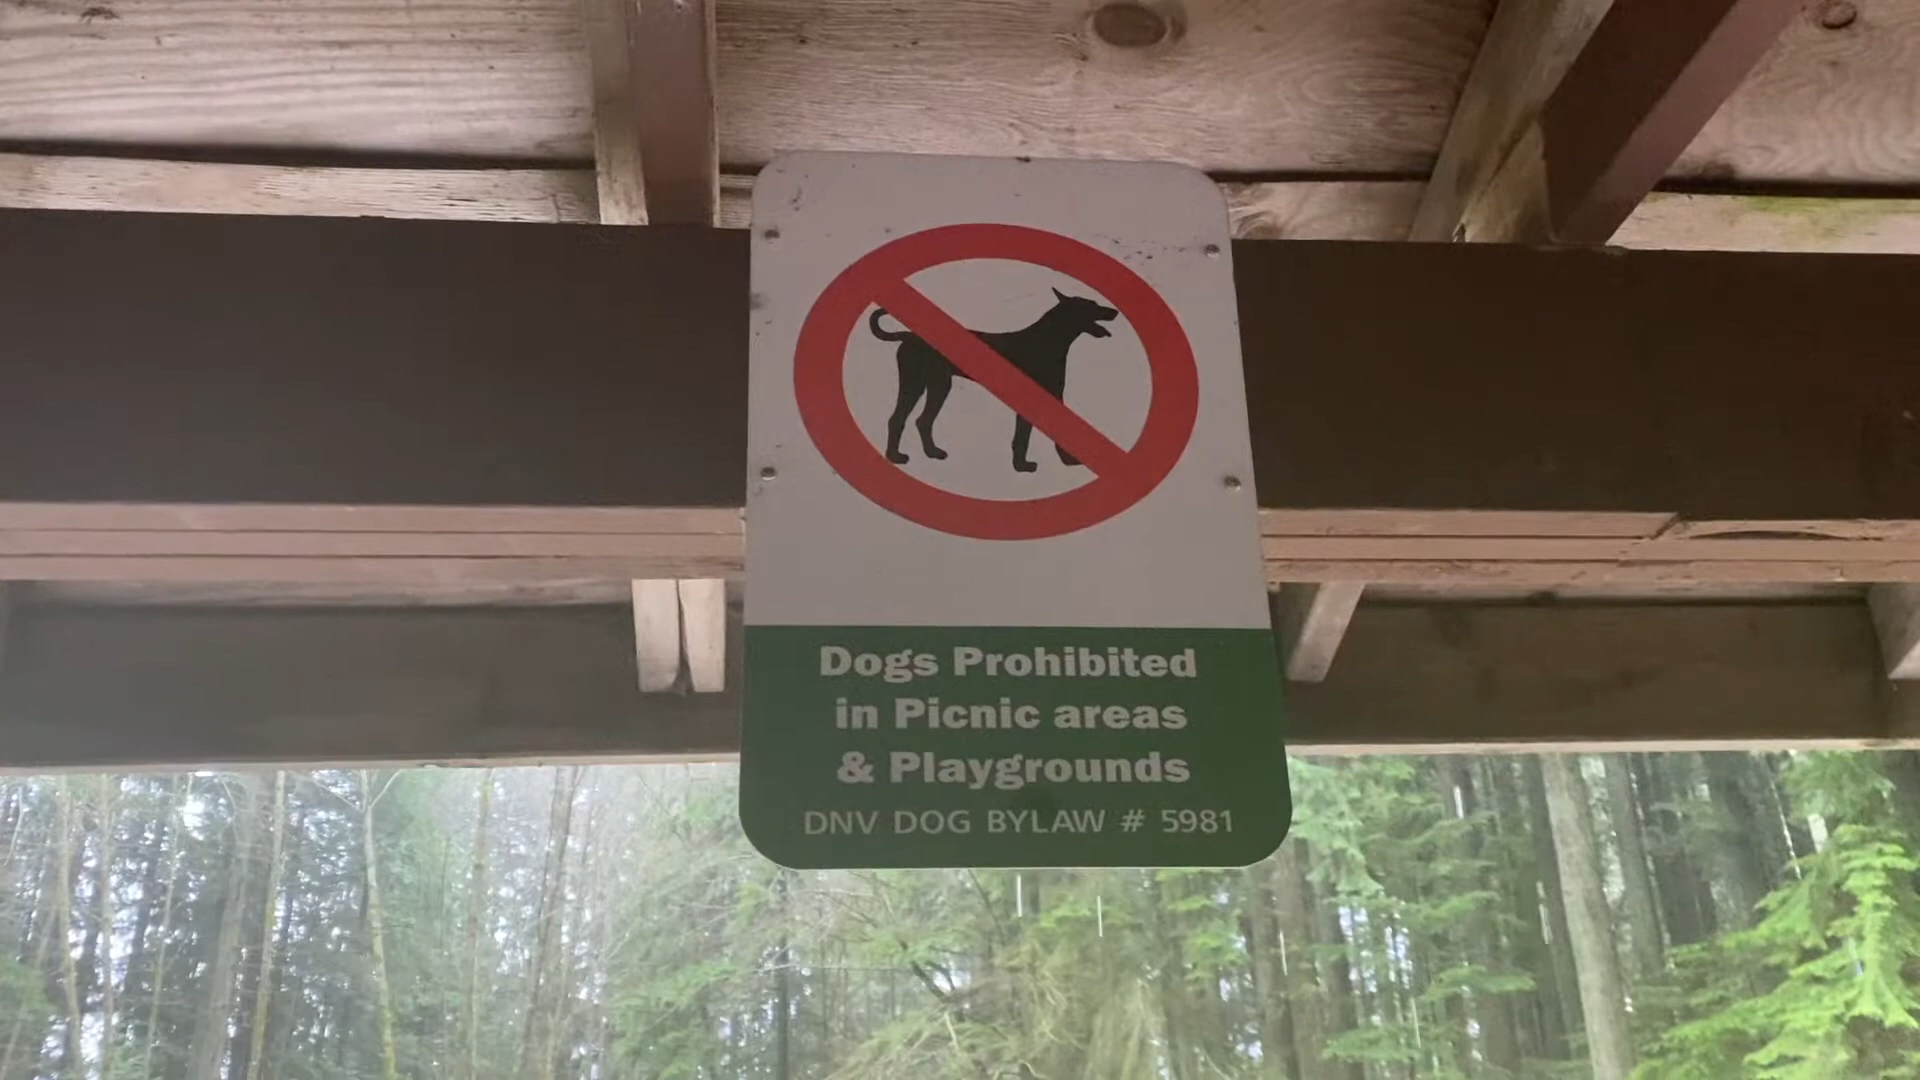 Dogs Prohibited
in Picnic areas
& Playgrounds
DNV DOG BYLAW # 5981